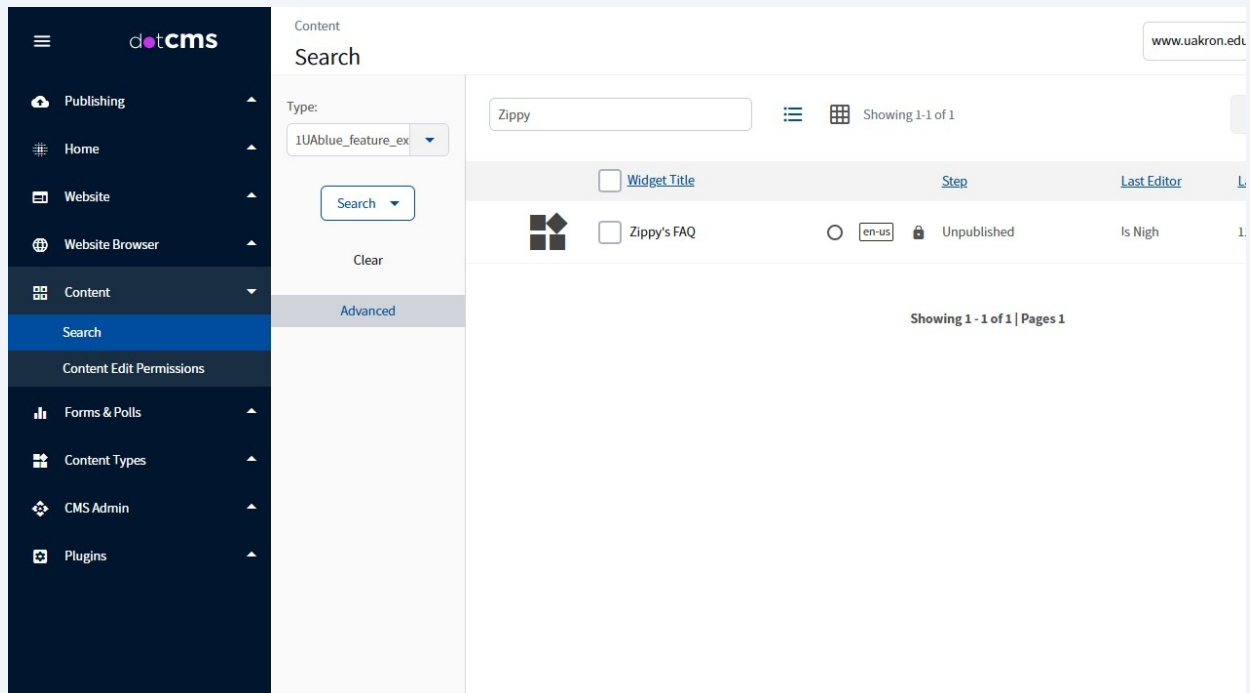 dotcms
Publishing
Home
Website
Website Browser
Content
Search
Content Edit Permissions
Forms & Polls
Content Types
CMS Admin
Plugins
Content
Search
www.uakron.edu
Type:
1UAblue_feature_ex
Search
Clear
Advanced
Zippy
Showing 1-1 of 1
Widget Title
Step
Last Editor
Zippy's FAQ
en-us
Unpublished
Is Nigh
Showing 1 - 1 of 1 | Pages 1